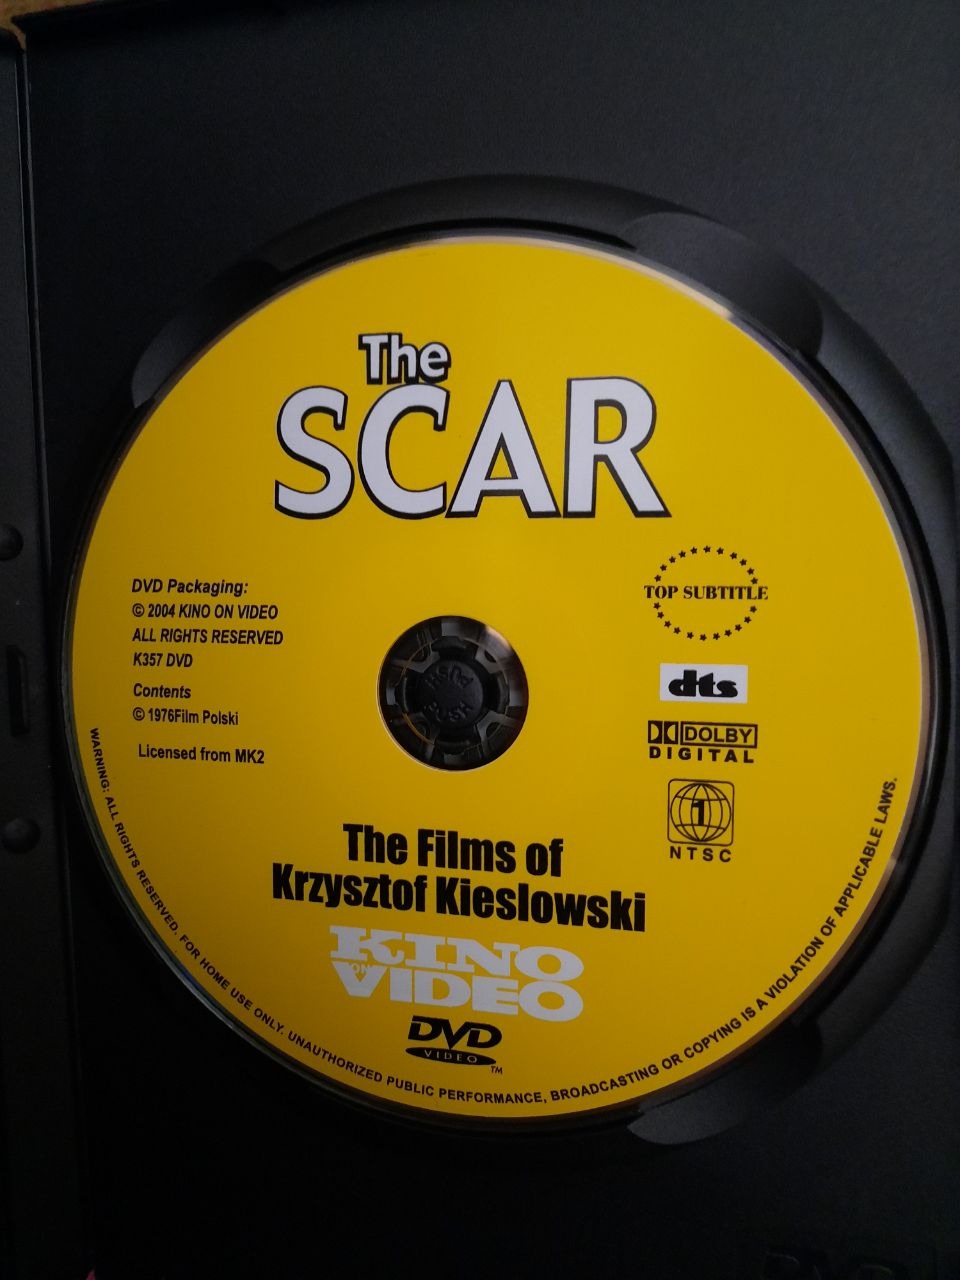 The
SCAR
DVD Packaging:
© 2004 KINO ON VIDEO
ALL RIGHTS RESERVED
K357 DVD
Contents
© 1976Film Polski
Licensed from MK2
TOP SUBTITLE
dts
DOLBY
DIGITAL
1
NTSC
PUSH
PUSH
The Films of
Krzysztof Kieslowski
KINO
ON
VIDEO
DVD
VIDEO
TM
WARNING: ALL RIGHTS RESERVED. FOR HOME USE ONLY. UNAUTHORIZED PUBLIC PERFORMANCE, BROADCASTING OR COPYING IS A VIOLATION OF APPLICABLE LAWS.